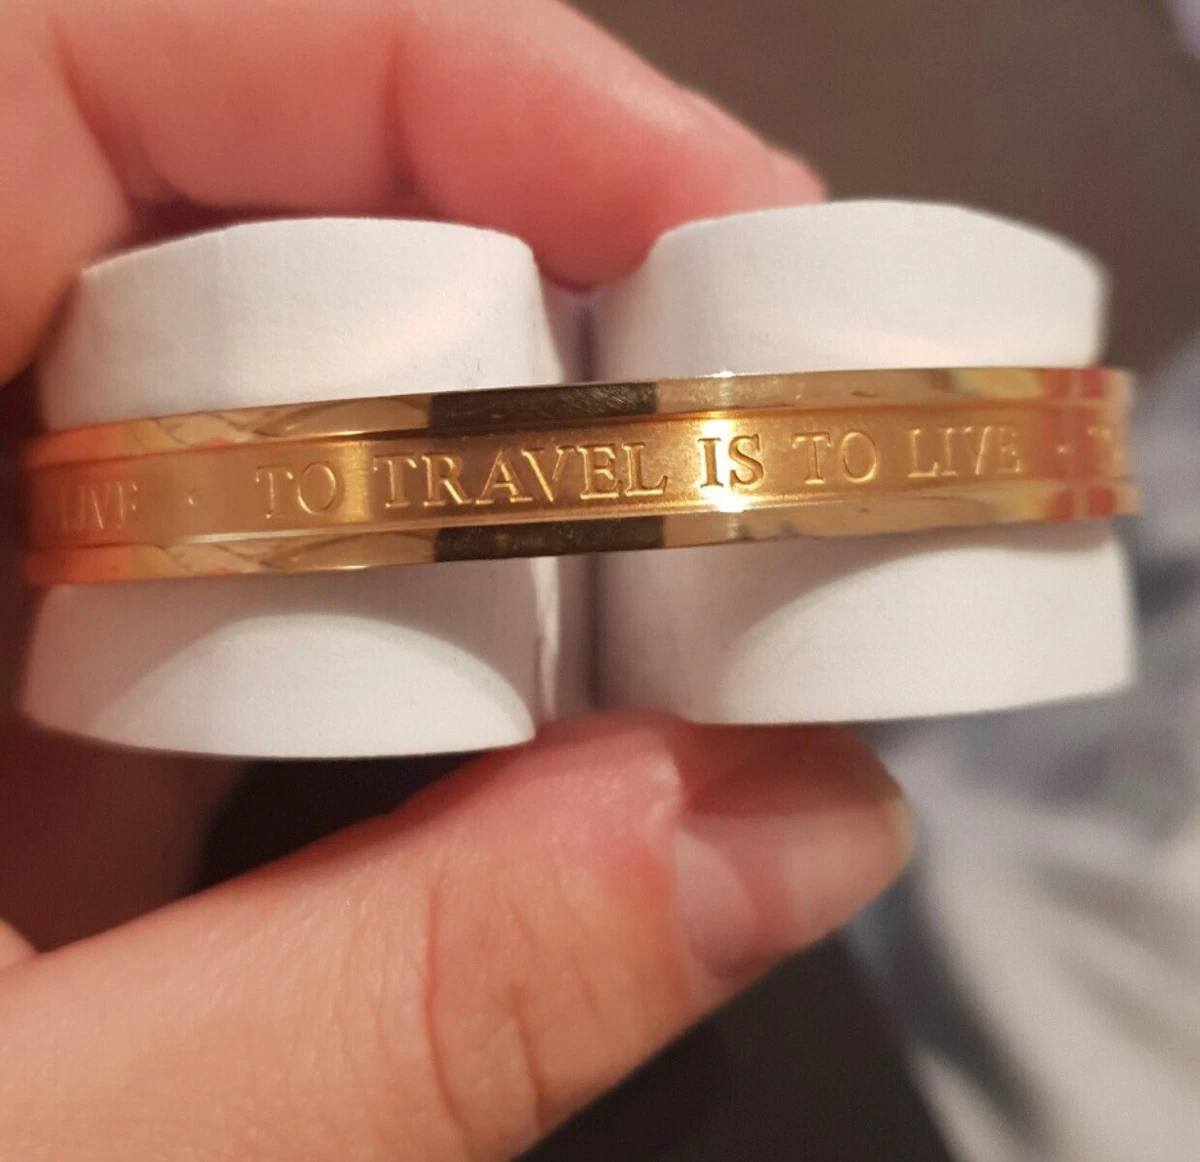 LIVE · TO TRAVEL IS TO LIVE ·